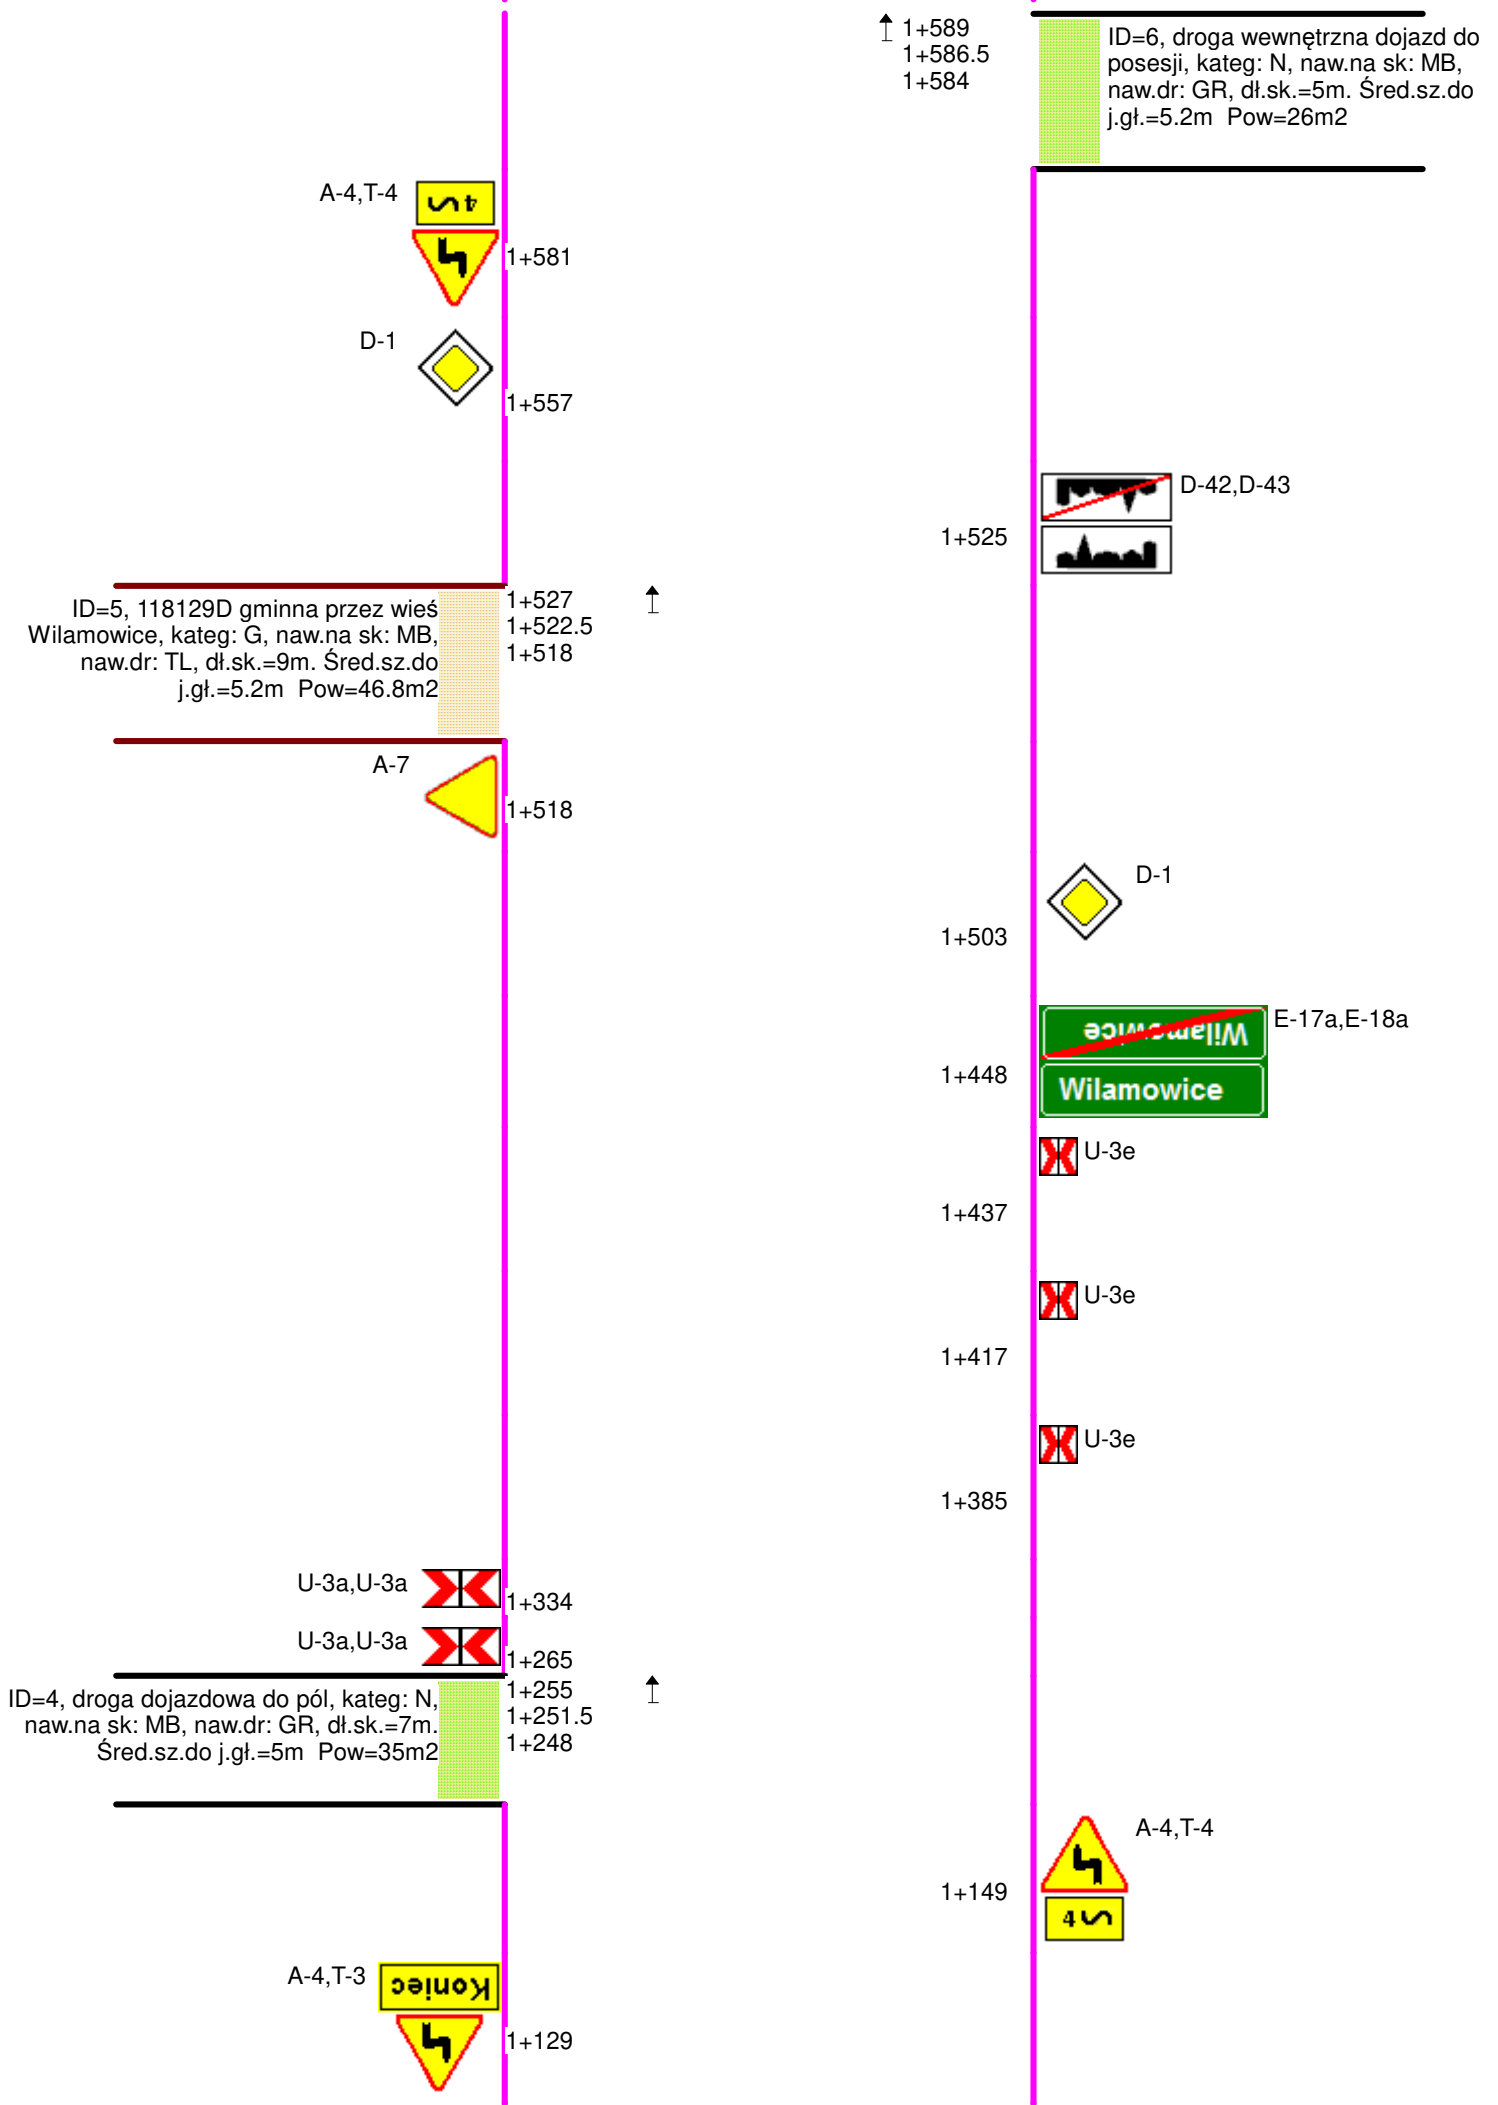 1+589
1+586.5
1+584
ID=6, droga wewnętrzna dojazd do
posesji, kateg: N, naw.na sk: MB,
naw.dr: GR, dł.sk.=5m. Śred.sz.do
j.gł.=5.2m Pow=26m2
A-4,T-4
4
1+581
D-1
1+557
D-42,D-43
1+525
ID=5, 118129D gminna przez wieś
Wilamowice, kateg: G, naw.na sk: MB,
naw.dr: TL, dł.sk.=9m. Śred.sz.do
j.gł.=5.2m Pow=46.8m2
1+527
1+522.5
1+518
A-7
1+518
D-1
1+503
Wilamowice
E-17a,E-18a
1+448
Wilamowice
U-3e
1+437
U-3e
1+417
U-3e
1+385
U-3a,U-3a
1+334
U-3a,U-3a
1+265
ID=4, droga dojazdowa do pól, kateg: N,
naw.na sk: MB, naw.dr: GR, dł.sk.=7m.
Śred.sz.do j.gł.=5m Pow=35m2
1+255
1+251.5
1+248
A-4,T-4
1+149
4
A-4,T-3
Koniec
1+129